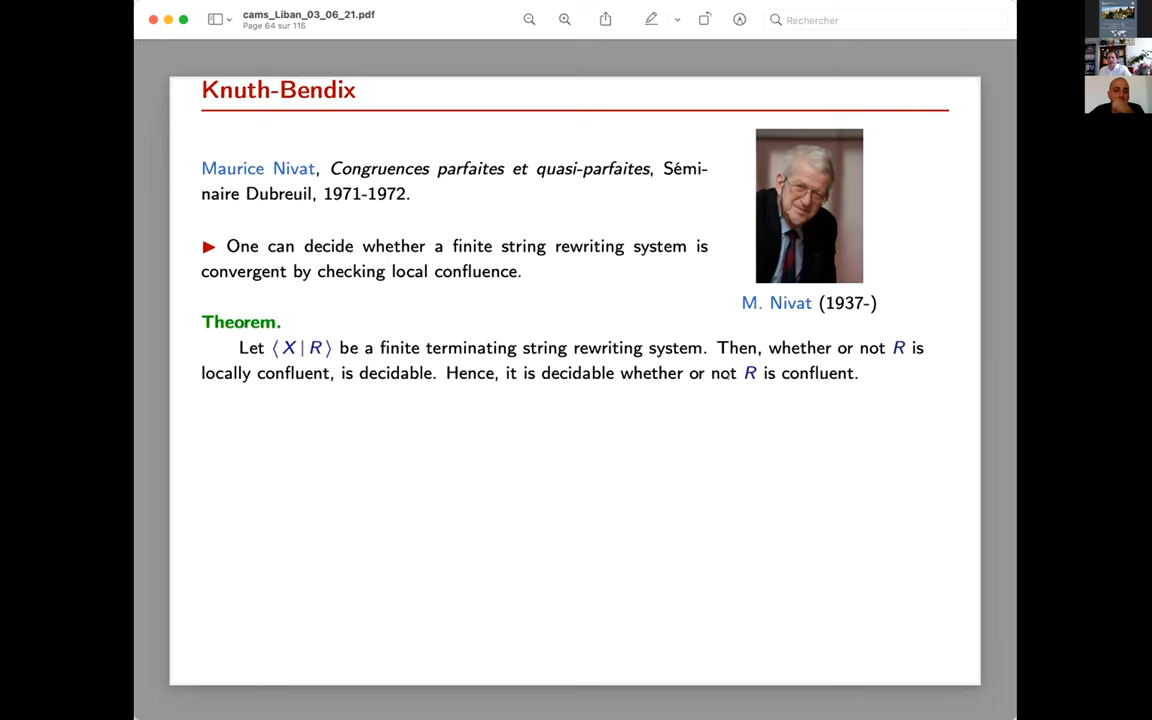 cams_Liban_03_06_21.pdf
Page 64 sur 116
Rechercher
Knuth-Bendix
Maurice Nivat, Congruences parfaites et quasi-parfaites, Sémi-
naire Dubreuil, 1971-1972.
► One can decide whether a finite string rewriting system is
convergent by checking local confluence.
M. Nivat (1937-)
Theorem.
Let ⟨ X | R ⟩ be a finite terminating string rewriting system. Then, whether or not R is
locally confluent, is decidable. Hence, it is decidable whether or not R is confluent.